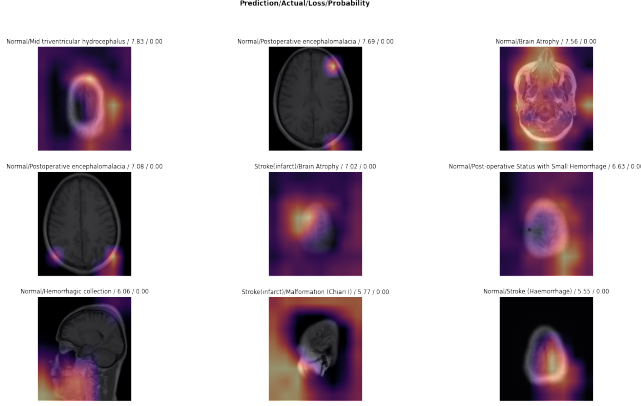 Prediction/Actual/Loss/Probability
Normal/Mid triventricular hydrocephalus / 7.83 / 0.00
Normal/Postoperative encephalomalacia / 7.69 / 0.00
Normal/Brain Atrophy / 7.56 / 0.00
Normal/Postoperative encephalomalacia / 7.08 / 0.00
Stroke(infarct)/Brain Atrophy / 7.02 / 0.00
Normal/Post-operative Status with Small Hemorrhage / 6.63 / 0.00
Normal/Hemorrhagic collection / 6.06 / 0.00
Stroke(infarct)/Malformation (Chiari I) / 5.77 / 0.00
Normal/Stroke (Haemorrhage) / 5.55 / 0.00